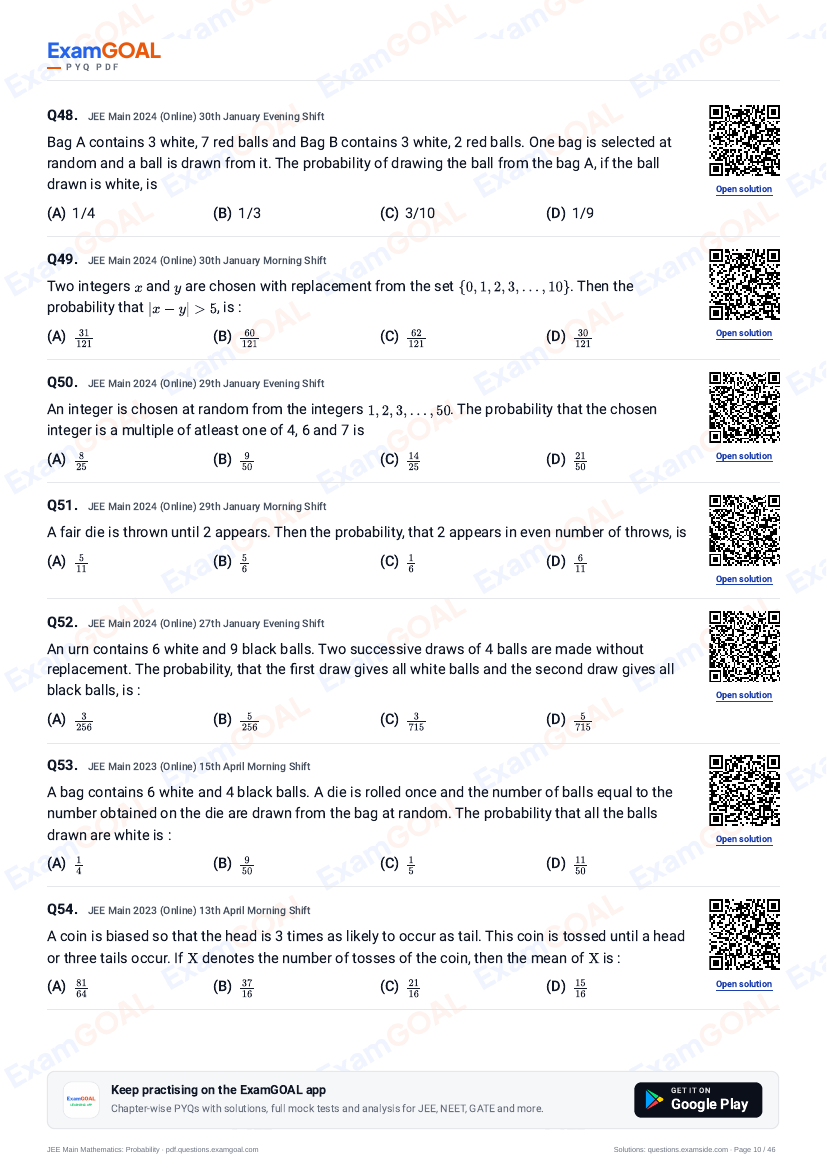 ExamGOAL
PYQ PDF
Q48. JEE Main 2024 (Online) 30th January Evening Shift
Bag A contains 3 white, 7 red balls and Bag B contains 3 white, 2 red balls. One bag is selected at
random and a ball is drawn from it. The probability of drawing the ball from the bag A, if the ball
drawn is white, is
(A) 1/4 (B) 1/3 (C) 3/10 (D) 1/9
Open solution
Q49. JEE Main 2024 (Online) 30th January Morning Shift
Two integers x and y are chosen with replacement from the set {0, 1, 2, 3, . . . , 10}. Then the
probability that |x − y| > 5, is :
(A) 31/121 (B) 60/121 (C) 62/121 (D) 30/121
Open solution
Q50. JEE Main 2024 (Online) 29th January Evening Shift
An integer is chosen at random from the integers 1, 2, 3, . . . , 50. The probability that the chosen
integer is a multiple of atleast one of 4, 6 and 7 is
(A) 8/25 (B) 9/50 (C) 14/25 (D) 21/50
Open solution
Q51. JEE Main 2024 (Online) 29th January Morning Shift
A fair die is thrown until 2 appears. Then the probability, that 2 appears in even number of throws, is
(A) 5/11 (B) 5/6 (C) 1/6 (D) 6/11
Open solution
Q52. JEE Main 2024 (Online) 27th January Evening Shift
An urn contains 6 white and 9 black balls. Two successive draws of 4 balls are made without
replacement. The probability, that the first draw gives all white balls and the second draw gives all
black balls, is :
(A) 3/256 (B) 5/256 (C) 3/715 (D) 5/715
Open solution
Q53. JEE Main 2023 (Online) 15th April Morning Shift
A bag contains 6 white and 4 black balls. A die is rolled once and the number of balls equal to the
number obtained on the die are drawn from the bag at random. The probability that all the balls
drawn are white is :
(A) 1/4 (B) 9/50 (C) 1/5 (D) 11/50
Open solution
Q54. JEE Main 2023 (Online) 13th April Morning Shift
A coin is biased so that the head is 3 times as likely to occur as tail. This coin is tossed until a head
or three tails occur. If X denotes the number of tosses of the coin, then the mean of X is :
(A) 81/64 (B) 37/16 (C) 21/16 (D) 15/16
Open solution
ExamGOAL
Keep practising on the ExamGOAL app
Chapter-wise PYQs with solutions, full mock tests and analysis for JEE, NEET, GATE and more.
GET IT ON
Google Play
JEE Main Mathematics: Probability · pdf.questions.examgoal.com
Solutions: questions.examside.com · Page 10 / 46